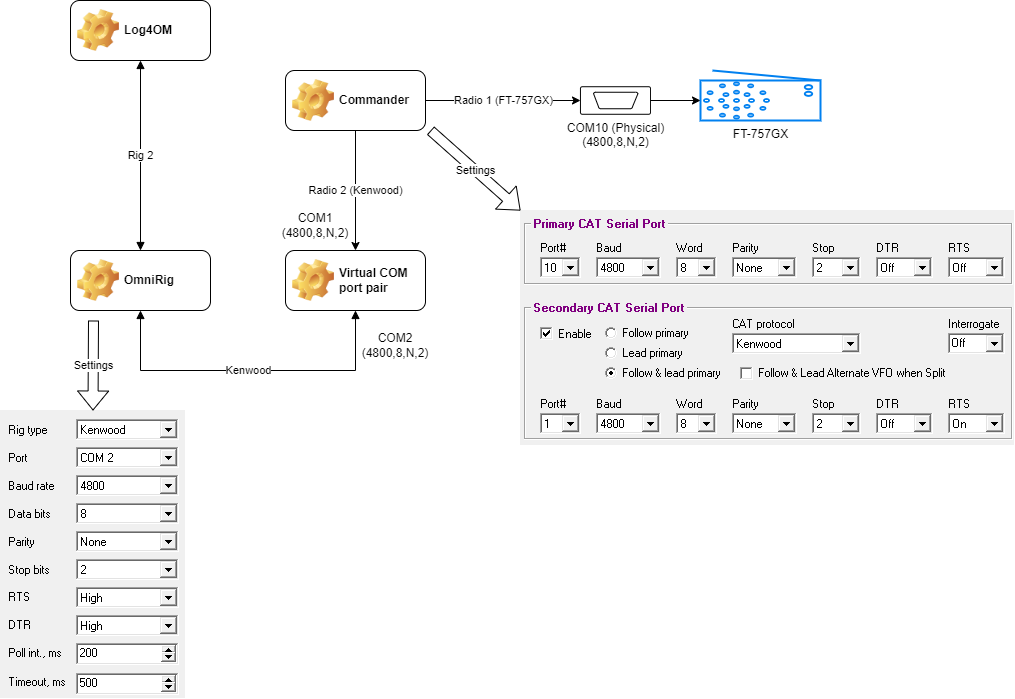 Log4OM
Rig 2
OmniRig
Commander
Radio 1 (FT-757GX)
COM10 (Physical)
(4800,8,N,2)
FT-757GX
Settings
Radio 2 (Kenwood)
COM1
(4800,8,N,2)
Virtual COM
port pair
COM2
(4800,8,N,2)
Kenwood
Settings
Primary CAT Serial Port
Port# Baud Word Parity Stop DTR RTS
10 4800 8 None 2 Off Off
Secondary CAT Serial Port
Enable Follow primary CAT protocol Interrogate
Lead primary Kenwood Off
Follow & lead primary Follow & Lead Alternate VFO when Split
Port# Baud Word Parity Stop DTR RTS
1 4800 8 None 2 Off On
Rig type Kenwood
Port COM 2
Baud rate 4800
Data bits 8
Parity None
Stop bits 2
RTS High
DTR High
Poll int., ms 200
Timeout, ms 500